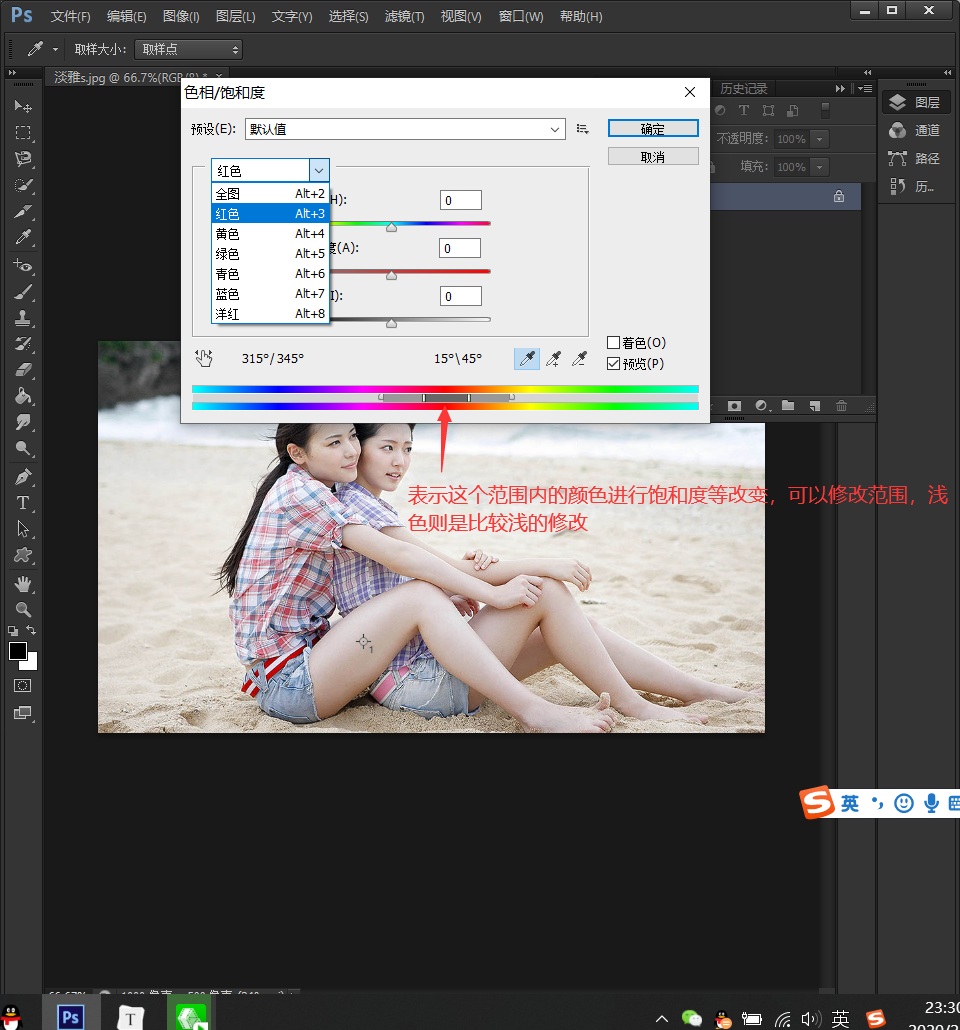 Ps 文件(F) 编辑(E) 图像(I) 图层(L) 文字(Y) 选择(S) 滤镜(T) 视图(V) 窗口(W) 帮助(H)
取样大小： 取样点
淡雅s.jpg @ 66.7%(RGB/8) *
历史记录
色相/饱和度
预设(E): 默认值
确定
取消
红色
全图 Alt+2
红色 Alt+3
黄色 Alt+4
绿色 Alt+5
青色 Alt+6
蓝色 Alt+7
洋红 Alt+8
H): 0
度(A): 0
I): 0
着色(O)
预览(P)
315°/345° 15°\45°
不透明度: 100%
填充: 100%
图层
通道
路径
历...
表示这个范围内的颜色进行饱和度等改变，可以修改范围，浅
色则是比较浅的修改
1
T
英
Ps T 英 23:30